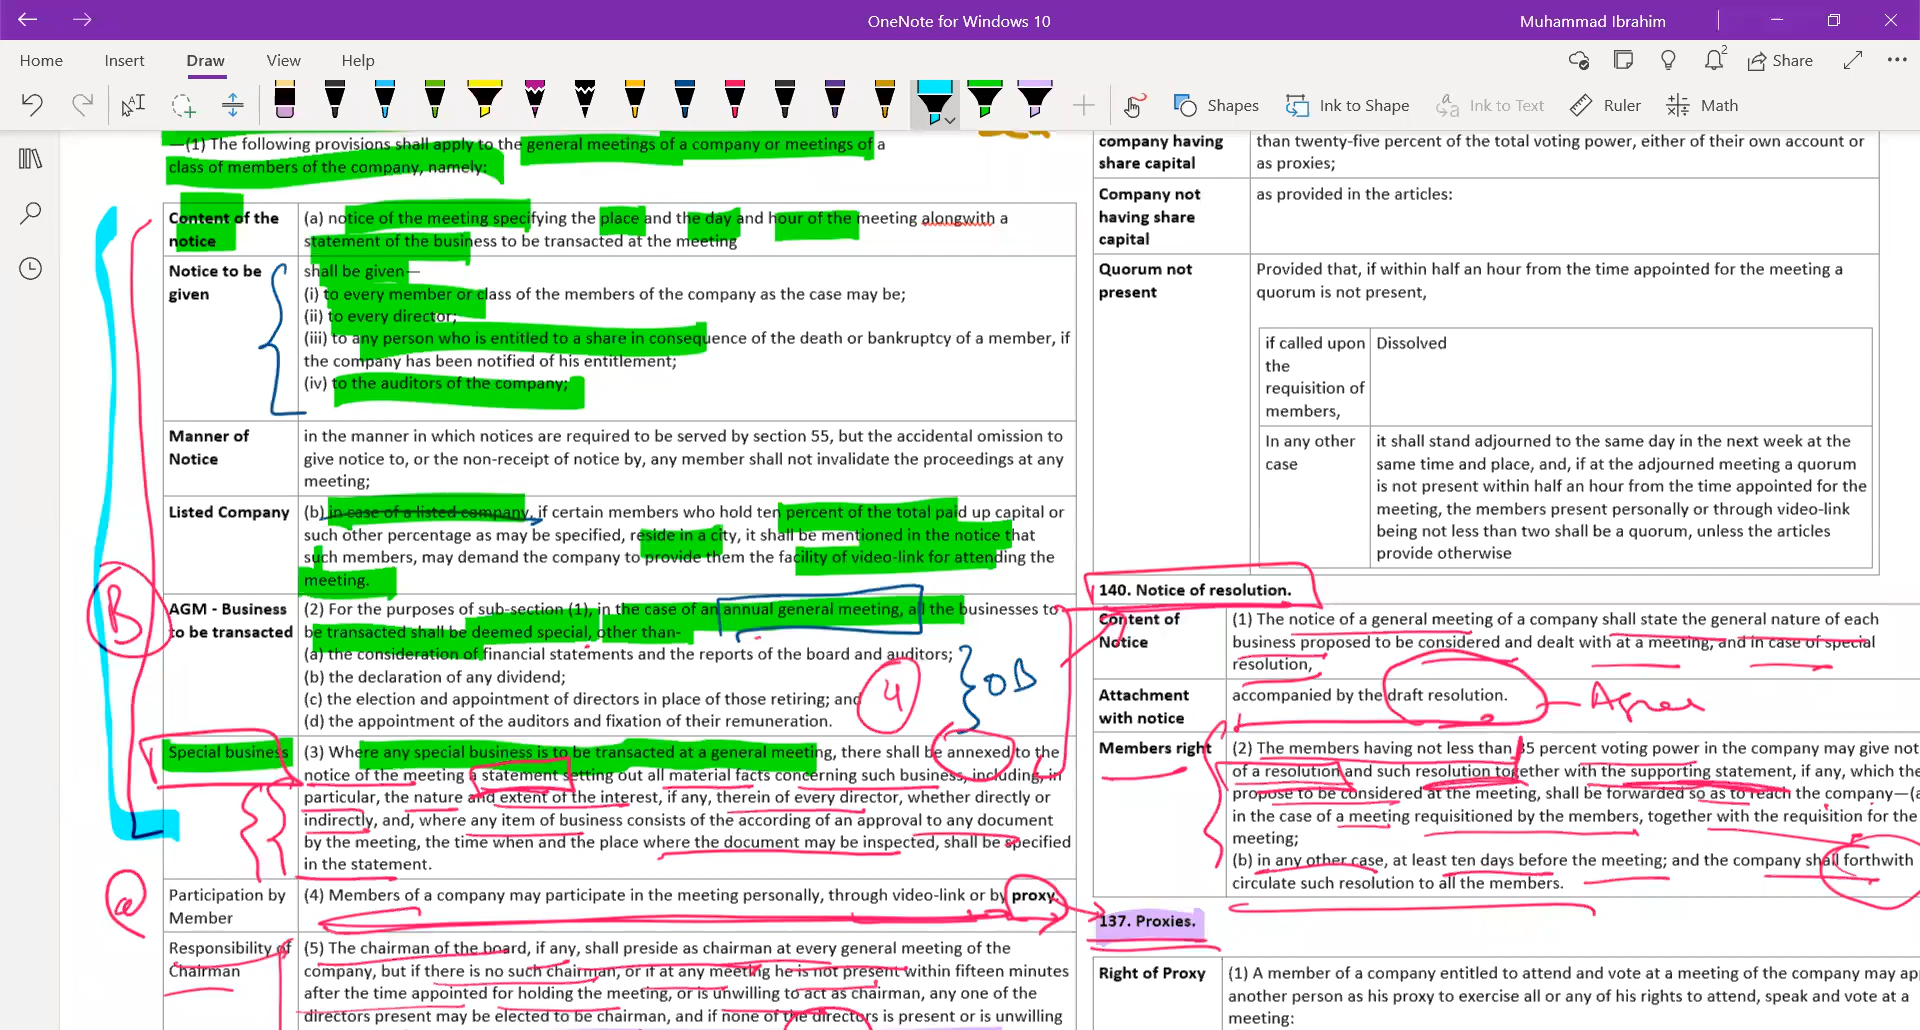 OneNote for Windows 10
Muhammad Ibrahim
Home Insert Draw View Help
2
Share
Shapes Ink to Shape Ink to Text Ruler Math
—(1) The following provisions shall apply to the general meetings of a company or meetings of a
class of members of the company, namely:
Content of the
notice
(a) notice of the meeting specifying the place and the day and hour of the meeting alongwith a
statement of the business to be transacted at the meeting
Notice to be
given
shall be given—
(i) to every member or class of the members of the company as the case may be;
(ii) to every director;
(iii) to any person who is entitled to a share in consequence of the death or bankruptcy of a member, if
the company has been notified of his entitlement;
(iv) to the auditors of the company;
Manner of
Notice
in the manner in which notices are required to be served by section 55, but the accidental omission to
give notice to, or the non-receipt of notice by, any member shall not invalidate the proceedings at any
meeting;
Listed Company
(b) in case of a listed company, if certain members who hold ten percent of the total paid up capital or
such other percentage as may be specified, reside in a city, it shall be mentioned in the notice that
such members, may demand the company to provide them the facility of video-link for attending the
meeting.
B
AGM - Business
to be transacted
(2) For the purposes of sub-section (1), in the case of an annual general meeting, all the businesses to
be transacted shall be deemed special, other than-
(a) the consideration of financial statements and the reports of the board and auditors;
(b) the declaration of any dividend;
(c) the election and appointment of directors in place of those retiring; and
(d) the appointment of the auditors and fixation of their remuneration.
4
OB
Special business
(3) Where any special business is to be transacted at a general meeting, there shall be annexed to the
notice of the meeting a statement setting out all material facts concerning such business, including, in
particular, the nature and extent of the interest, if any, therein of every director, whether directly or
indirectly, and, where any item of business consists of the according of an approval to any document
by the meeting, the time when and the place where the document may be inspected, shall be specified
in the statement.
Participation by
Member
(4) Members of a company may participate in the meeting personally, through video-link or by proxy.
Responsibility of
Chairman
(5) The chairman of the board, if any, shall preside as chairman at every general meeting of the
company, but if there is no such chairman, or if at any meeting he is not present within fifteen minutes
after the time appointed for holding the meeting, or is unwilling to act as chairman, any one of the
directors present may be elected to be chairman, and if none of the directors is present or is unwilling
company having
share capital
than twenty-five percent of the total voting power, either of their own account or
as proxies;
Company not
having share
capital
as provided in the articles:
Quorum not
present
Provided that, if within half an hour from the time appointed for the meeting a
quorum is not present,
if called upon
the
requisition of
members,
Dissolved
In any other
case
it shall stand adjourned to the same day in the next week at the
same time and place, and, if at the adjourned meeting a quorum
is not present within half an hour from the time appointed for the
meeting, the members present personally or through video-link
being not less than two shall be a quorum, unless the articles
provide otherwise
140. Notice of resolution.
Content of
Notice
(1) The notice of a general meeting of a company shall state the general nature of each
business proposed to be considered and dealt with at a meeting, and in case of special
resolution,
Attachment
with notice
accompanied by the draft resolution.
Agree
Members right
(2) The members having not less than 5 percent voting power in the company may give not
of a resolution and such resolution together with the supporting statement, if any, which the
propose to be considered at the meeting, shall be forwarded so as to reach the company—(a
in the case of a meeting requisitioned by the members, together with the requisition for the
meeting;
(b) in any other case, at least ten days before the meeting; and the company shall forthwith
circulate such resolution to all the members.
137. Proxies.
Right of Proxy
(1) A member of a company entitled to attend and vote at a meeting of the company may ap
another person as his proxy to exercise all or any of his rights to attend, speak and vote at a
meeting: